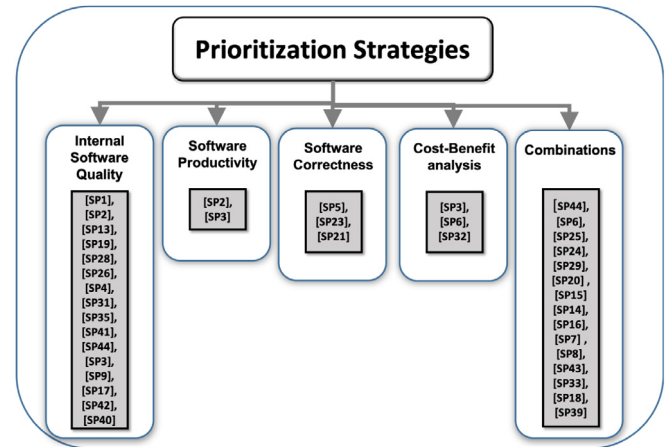 Prioritization Strategies
Internal
Software
Quality
[SP1],
[SP2],
[SP13],
[SP19],
[SP28],
[SP26],
[SP4],
[SP31],
[SP35],
[SP41],
[SP44],
[SP3],
[SP9],
[SP17],
[SP42],
[SP40]
Software
Productivity
[SP2],
[SP3]
Software
Correctness
[SP5],
[SP23],
[SP21]
Cost-Benefit
analysis
[SP3],
[SP6],
[SP32]
Combinations
[SP44],
[SP6],
[SP25],
[SP24],
[SP29],
[SP20] ,
[SP15]
[SP14],
[SP16],
[SP7] ,
[SP8],
[SP43],
[SP33],
[SP18],
[SP39]